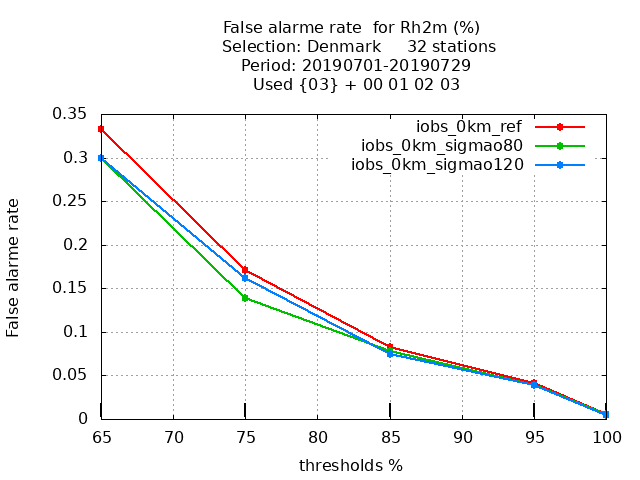 False alarme rate  for Rh2m (%)
Selection: Denmark     32 stations
Period: 20190701-20190729
Used {03} + 00 01 02 03
0.35
0.3
0.25
0.2
0.15
0.1
0.05
0
False alarme rate
iobs_0km_ref
iobs_0km_sigmao80
iobs_0km_sigmao120
65 70 75 80 85 90 95 100
thresholds %